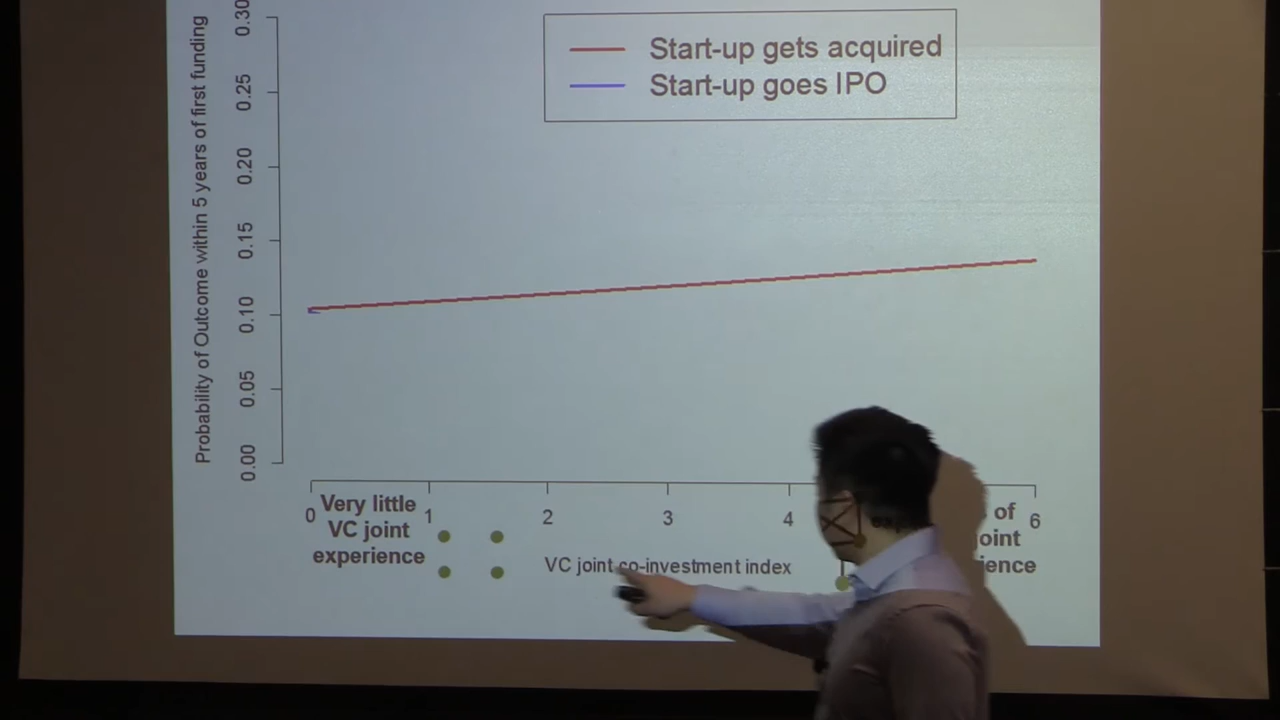 Probability of Outcome within 5 years of first funding
0.30
0.25
0.20
0.15
0.10
0.05
0.00
Start-up gets acquired
Start-up goes IPO
0
1
2
3
4
6
Very little
VC joint
experience
of
VC joint co-investment index